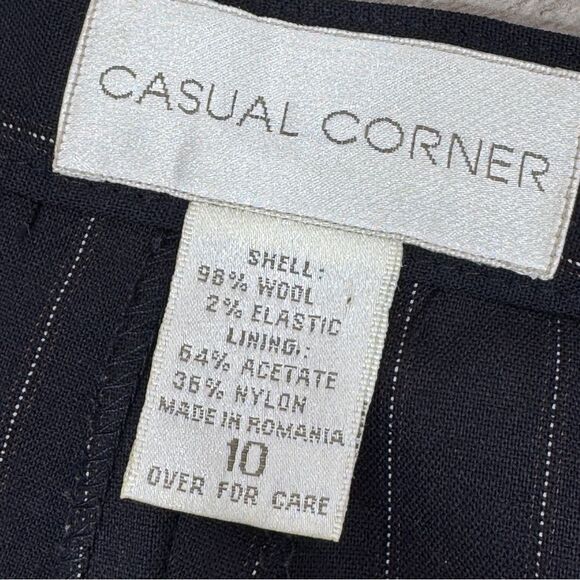 CASUAL CORNER
SHELL:
98% WOOL
2% ELASTIC
LINING:
64% ACETATE
36% NYLON
MADE IN ROMANIA
10
OVER FOR CARE